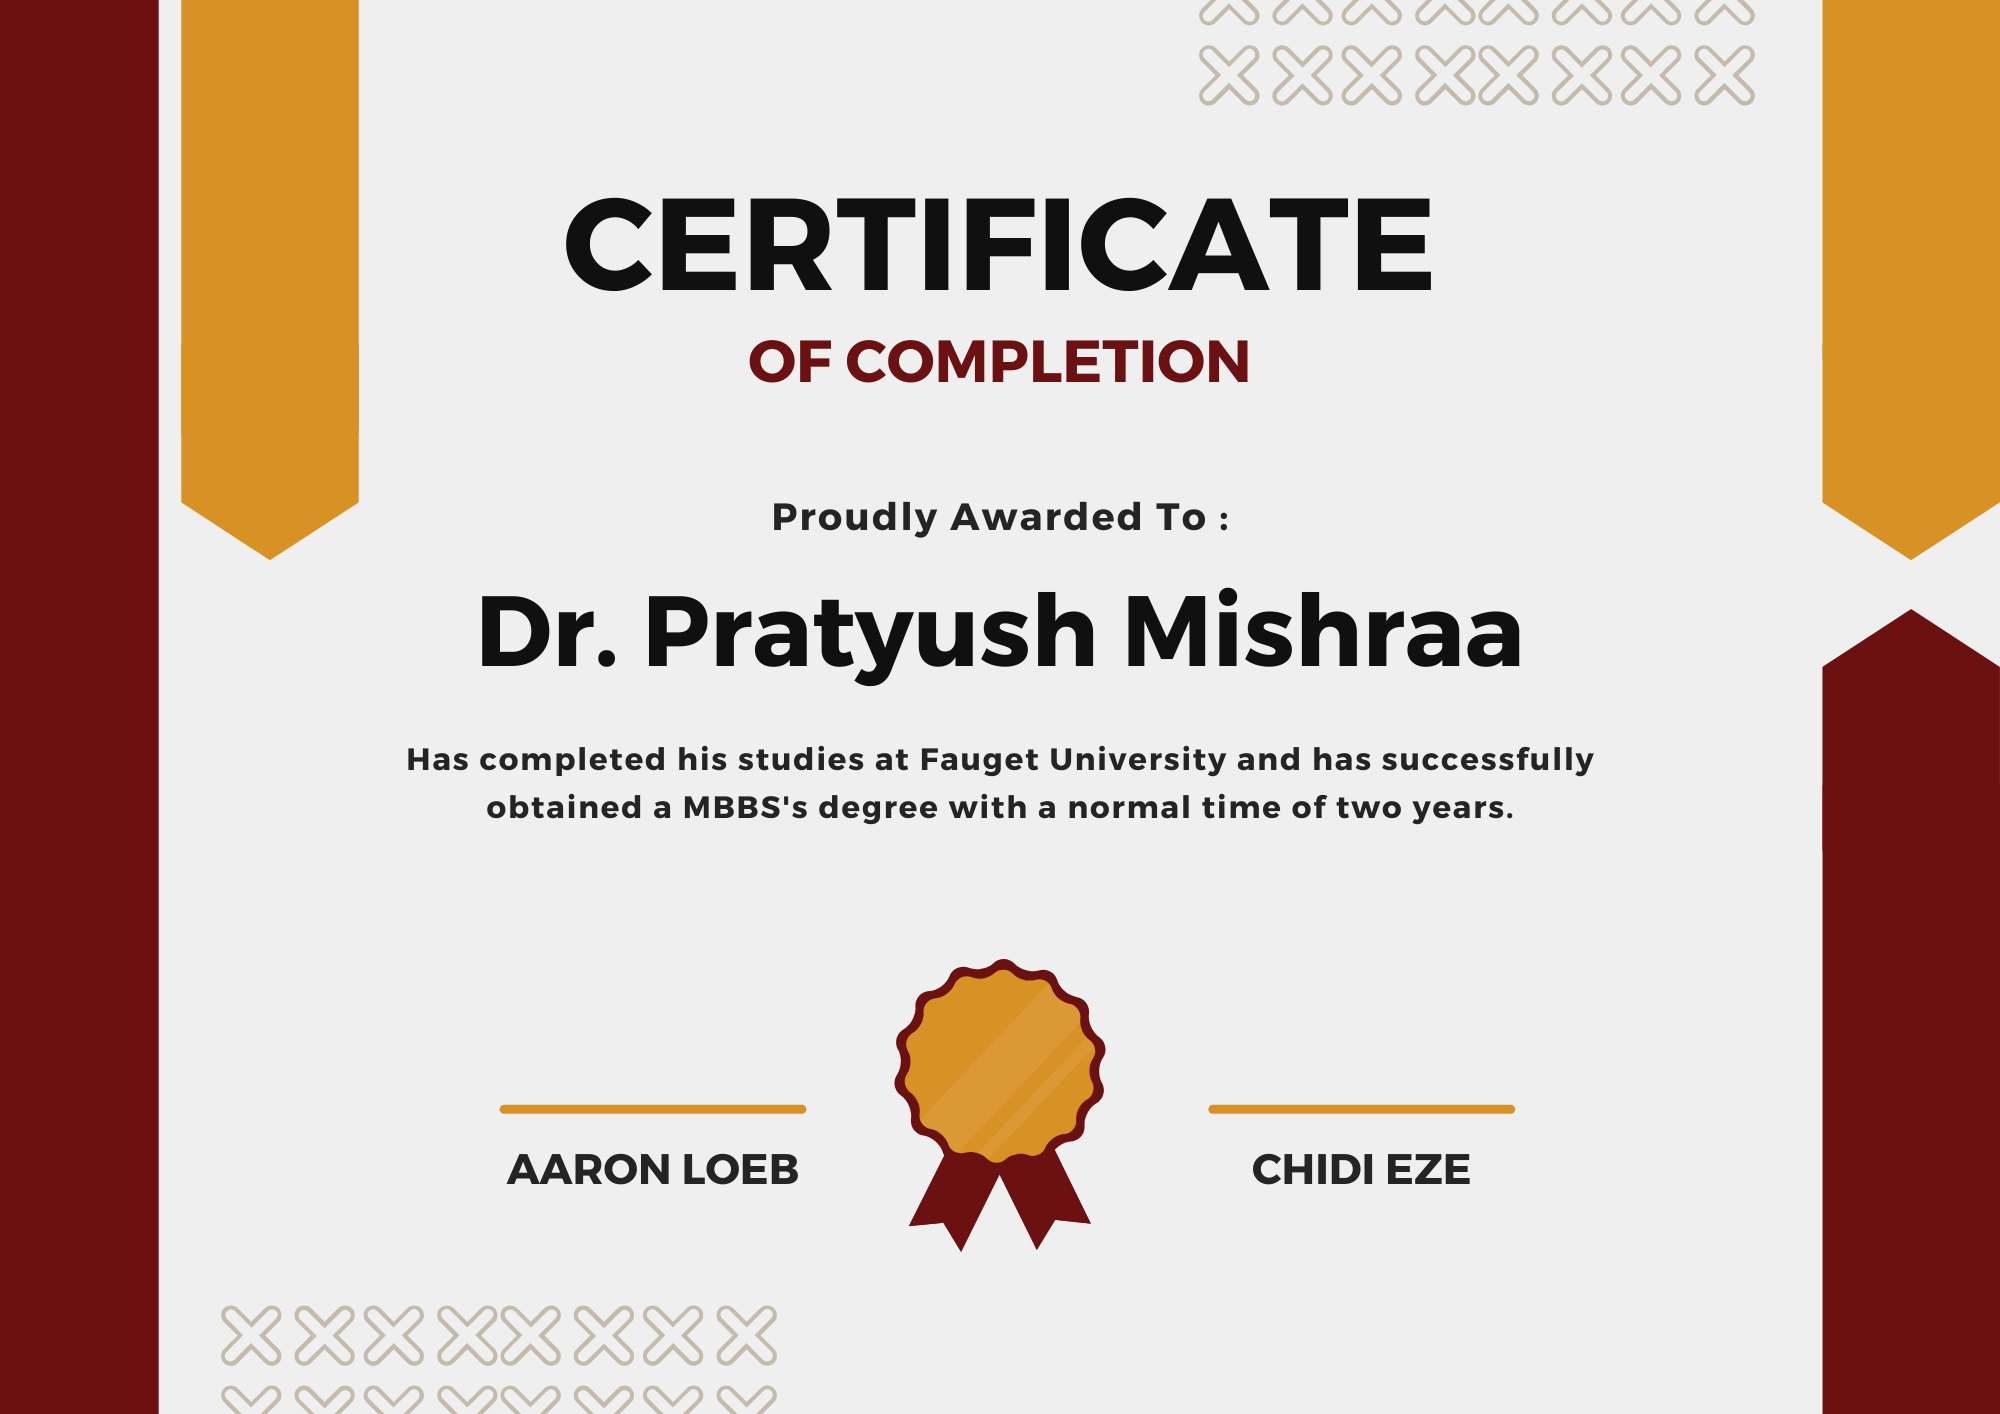 CERTIFICATE
OF COMPLETION
Proudly Awarded To :
Dr. Pratyush Mishraa
Has completed his studies at Fauget University and has successfully
obtained a MBBS's degree with a normal time of two years.
AARON LOEB
CHIDI EZE